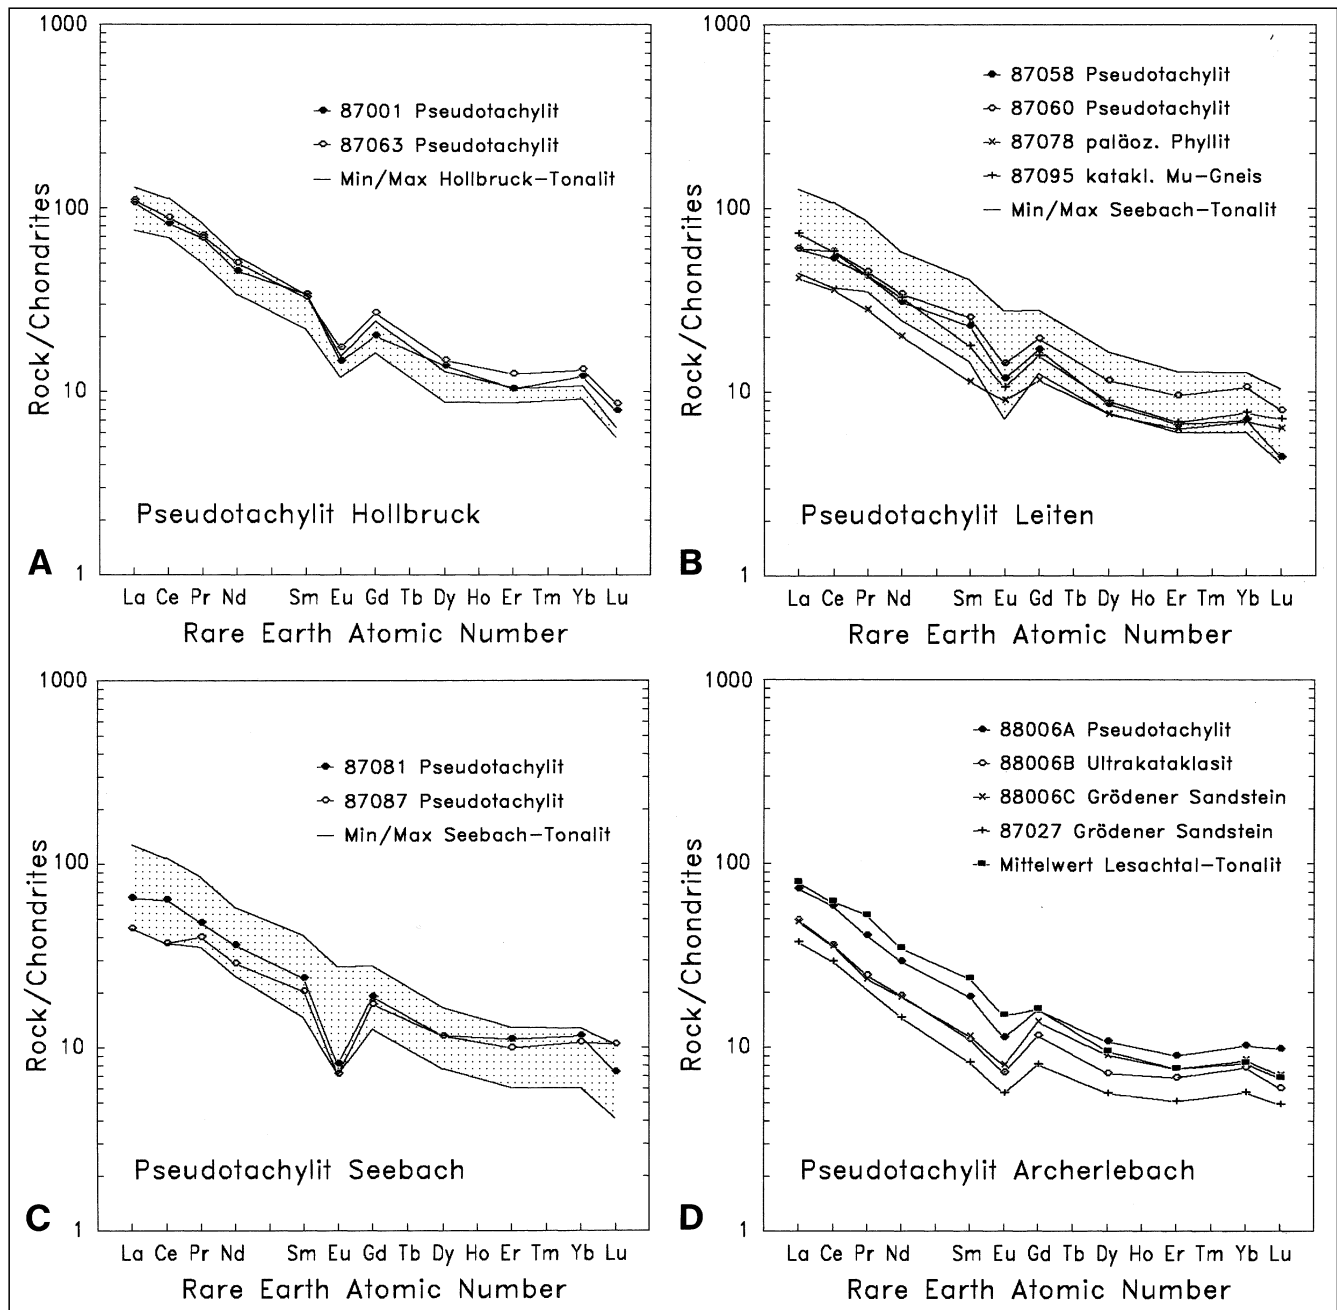 1000
100
10
1
Rock/Chondrites
87001 Pseudotachylit
87063 Pseudotachylit
Min/Max Hollbruck-Tonalit
Pseudotachylit Hollbruck
A
La Ce Pr Nd Sm Eu Gd Tb Dy Ho Er Tm Yb Lu
Rare Earth Atomic Number
1000
100
10
1
Rock/Chondrites
87058 Pseudotachylit
87060 Pseudotachylit
87078 paläoz. Phyllit
87095 katakl. Mu-Gneis
Min/Max Seebach-Tonalit
Pseudotachylit Leiten
B
La Ce Pr Nd Sm Eu Gd Tb Dy Ho Er Tm Yb Lu
Rare Earth Atomic Number
1000
100
10
1
Rock/Chondrites
87081 Pseudotachylit
87087 Pseudotachylit
Min/Max Seebach-Tonalit
Pseudotachylit Seebach
C
La Ce Pr Nd Sm Eu Gd Tb Dy Ho Er Tm Yb Lu
Rare Earth Atomic Number
1000
100
10
1
Rock/Chondrites
88006A Pseudotachylit
88006B Ultrakataklasit
88006C Grödener Sandstein
87027 Grödener Sandstein
Mittelwert Lesachtal-Tonalit
Pseudotachylit Archerlebach
D
La Ce Pr Nd Sm Eu Gd Tb Dy Ho Er Tm Yb Lu
Rare Earth Atomic Number